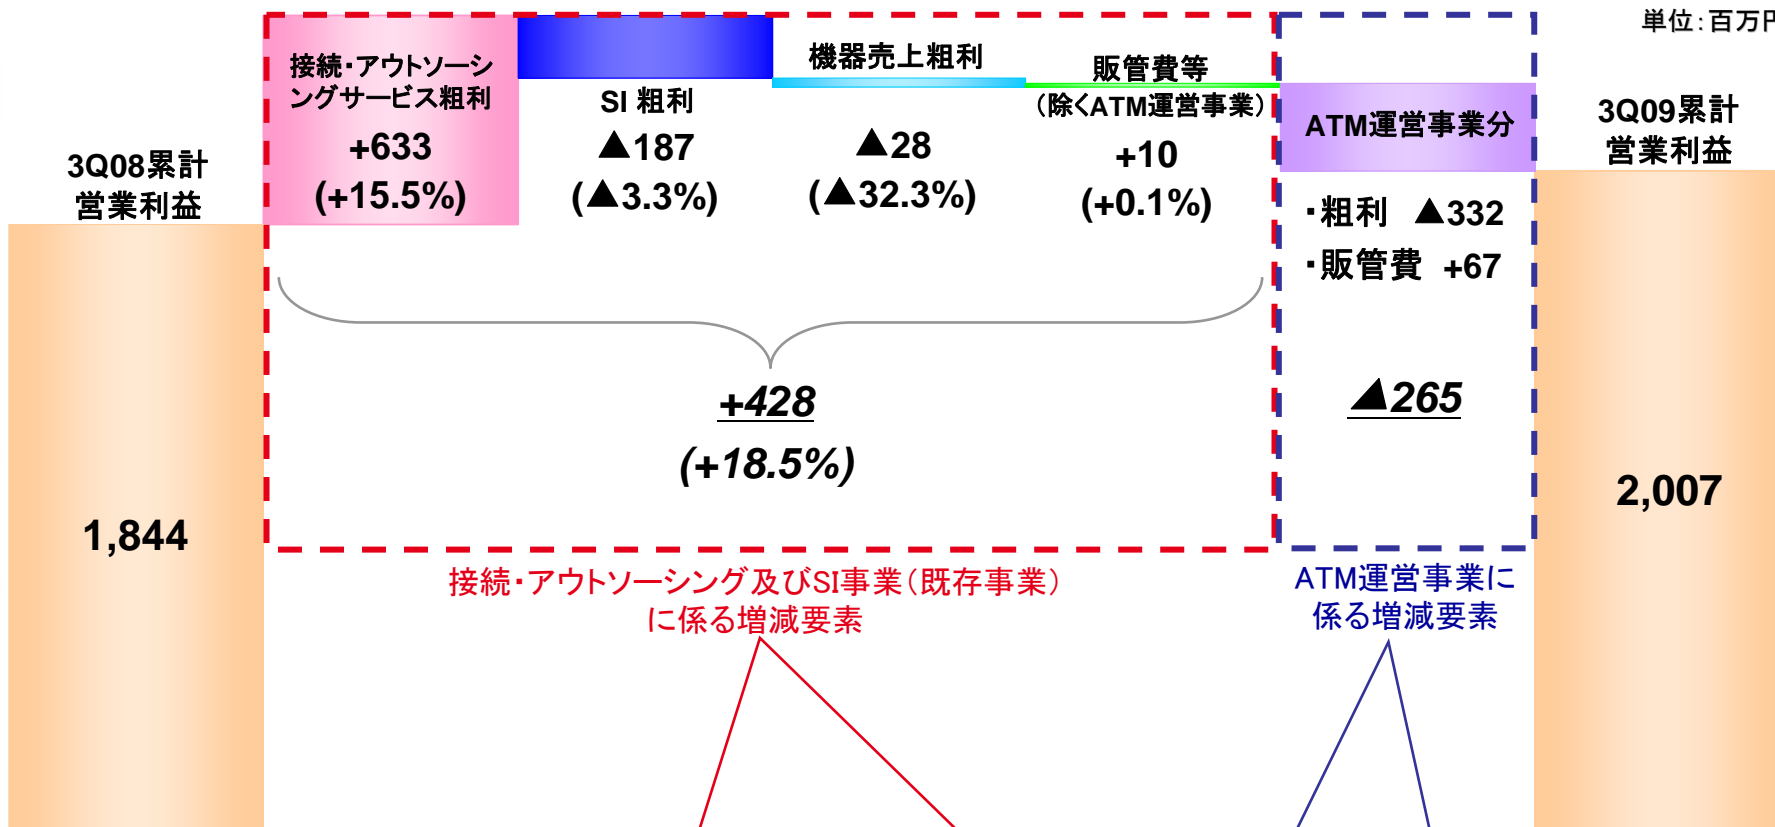 単位：百万円
3Q08累計
営業利益
1,844
接続・アウトソーシ
ングサービス粗利
+633
(+15.5%)
SI 粗利
▲187
(▲3.3%)
機器売上粗利
▲28
(▲32.3%)
販管費等
（除くATM運営事業）
+10
(+0.1%)
+428
(+18.5%)
ATM運営事業分
・粗利 ▲332
・販管費 +67
▲265
3Q09累計
営業利益
2,007
接続・アウトソーシング及びSI事業（既存事業）
に係る増減要素
ATM運営事業に
係る増減要素